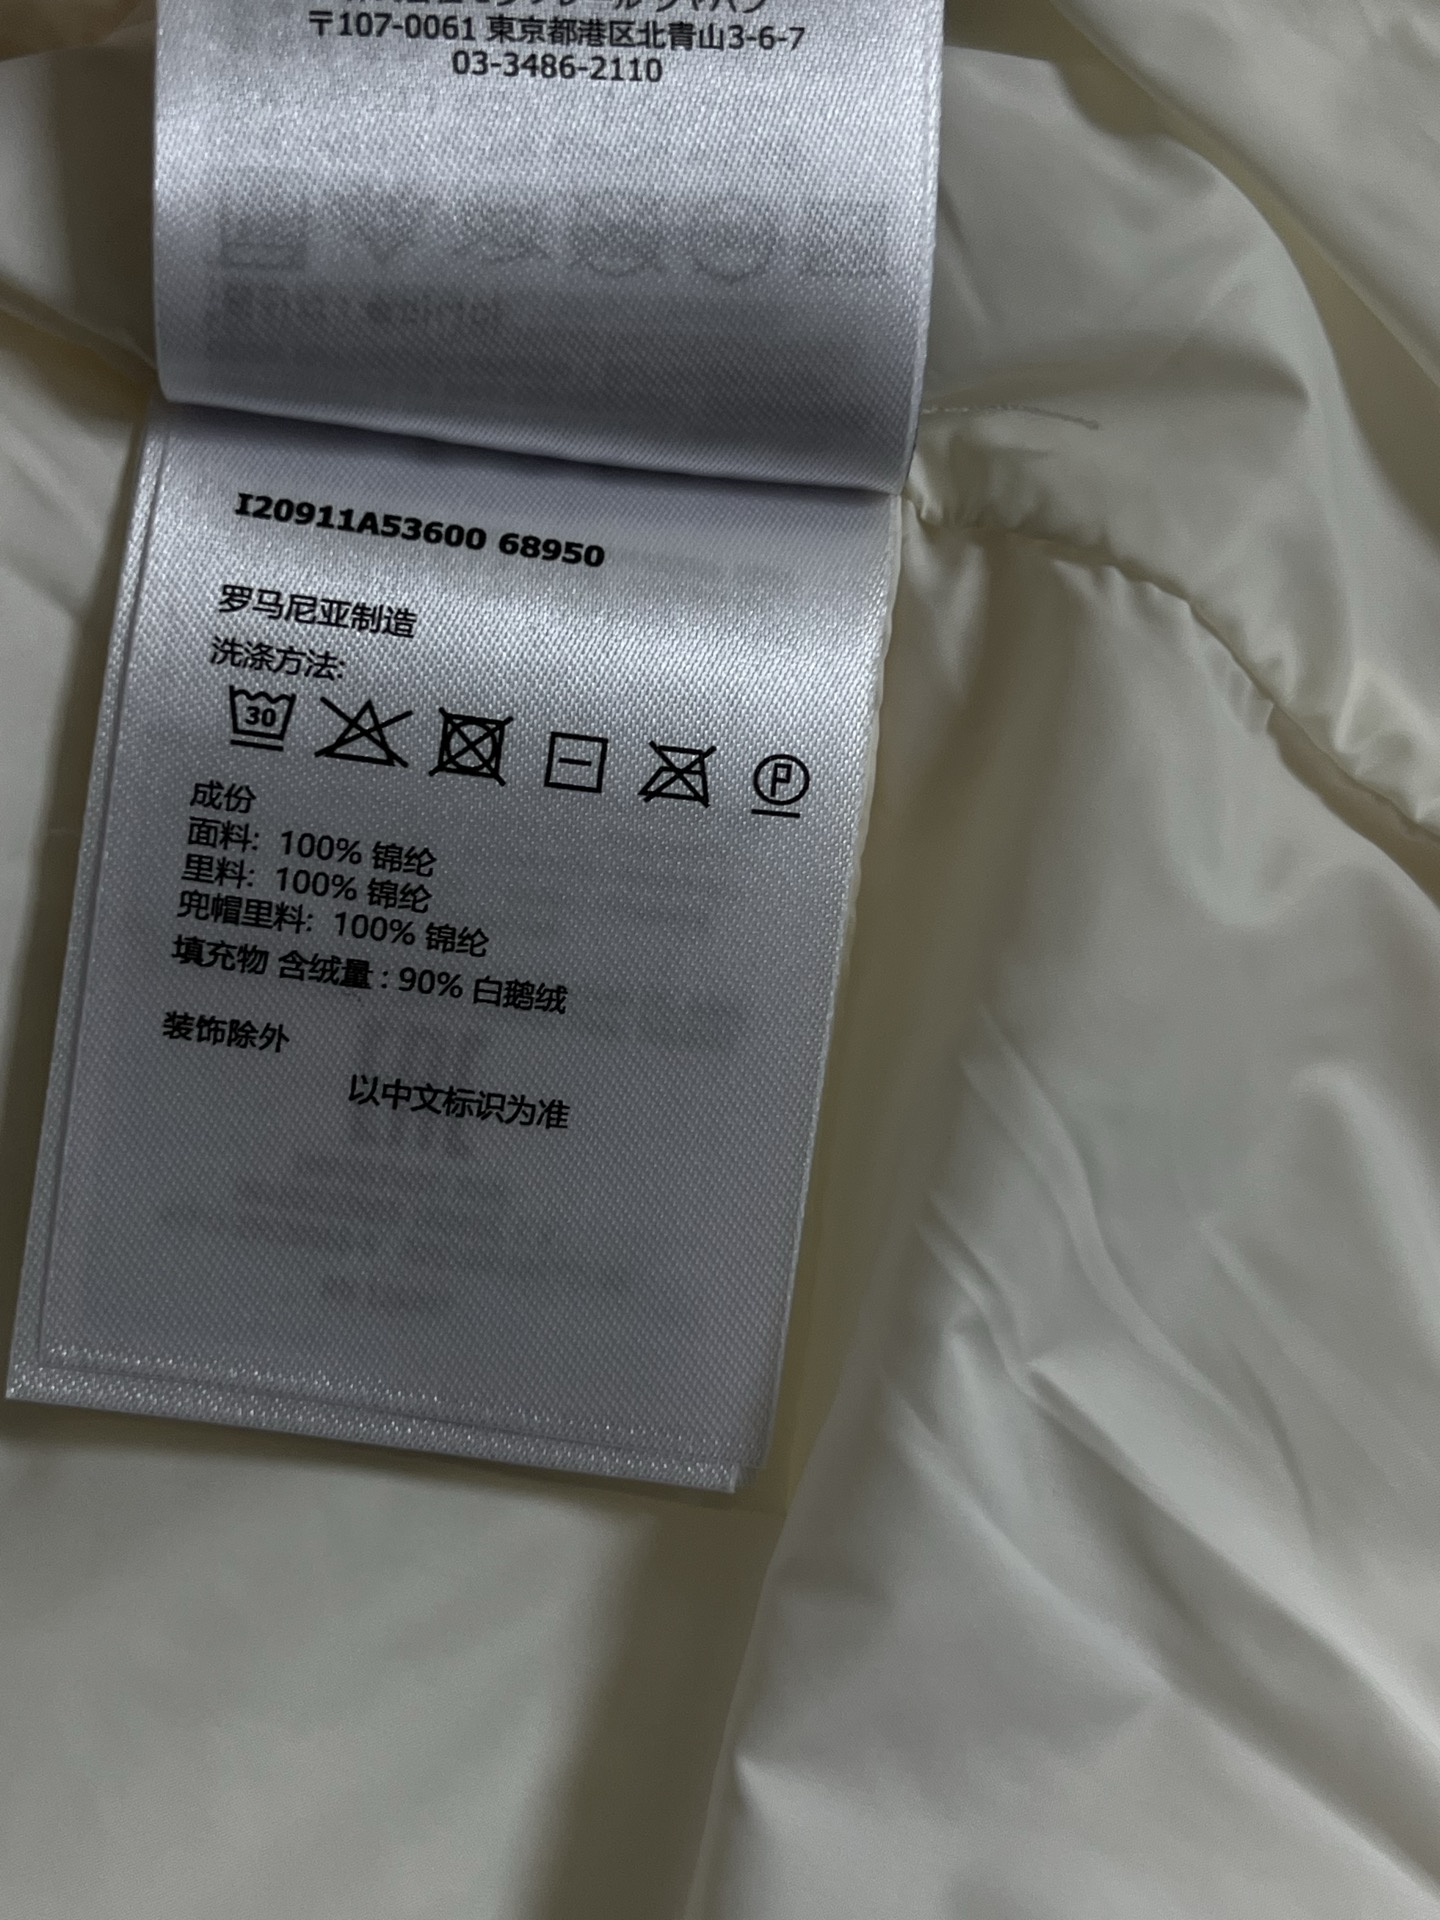 〒107-0061 東京都港区北青山3-6-7
03-3486-2110
I20911A53600 68950
罗马尼亚制造
洗涤方法:
30
P
成份
面料: 100% 锦纶
里料: 100% 锦纶
兜帽里料: 100% 锦纶
填充物 含绒量 : 90% 白鹅绒
装饰除外
以中文标识为准